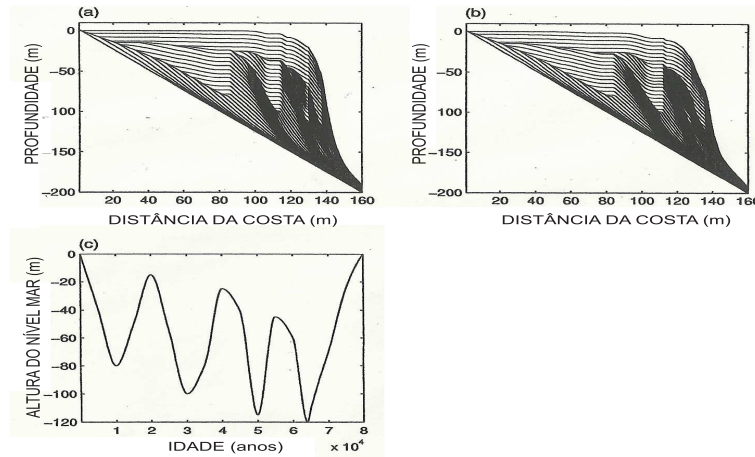 (a)
PROFUNDIDADE (m)
0
−50
−100
−150
−200
20 40 60 80 100 120 140 160
DISTÂNCIA DA COSTA (m)
(b)
PROFUNDIDADE (m)
0
−50
−100
−150
−200
20 40 60 80 100 120 140 160
DISTÂNCIA DA COSTA (m)
(c)
ALTURA DO NÍVEL MAR (m)
0
−20
−40
−60
−80
−100
−120
1 2 3 4 5 6 7 8
IDADE (anos) x 10⁴